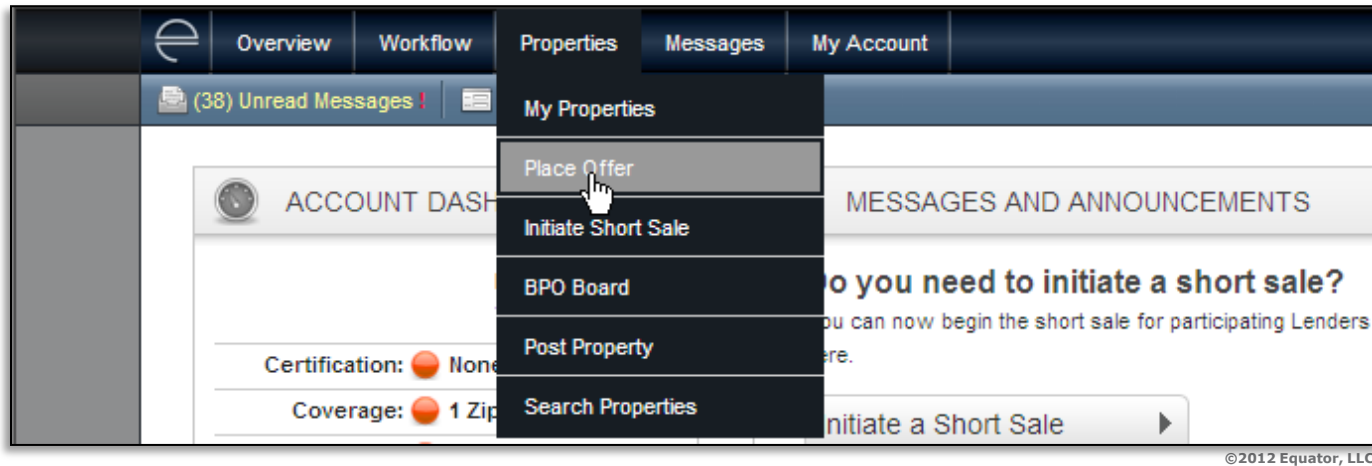 Overview Workflow Properties Messages My Account
(38) Unread Messages !
My Properties
Place Offer
Initiate Short Sale
BPO Board
Post Property
Search Properties
ACCOUNT DASH
Certification: None
Coverage: 1 Zip
MESSAGES AND ANNOUNCEMENTS
o you need to initiate a short sale?
ou can now begin the short sale for participating Lenders
ere.
nitiate a Short Sale
©2012 Equator, LLC